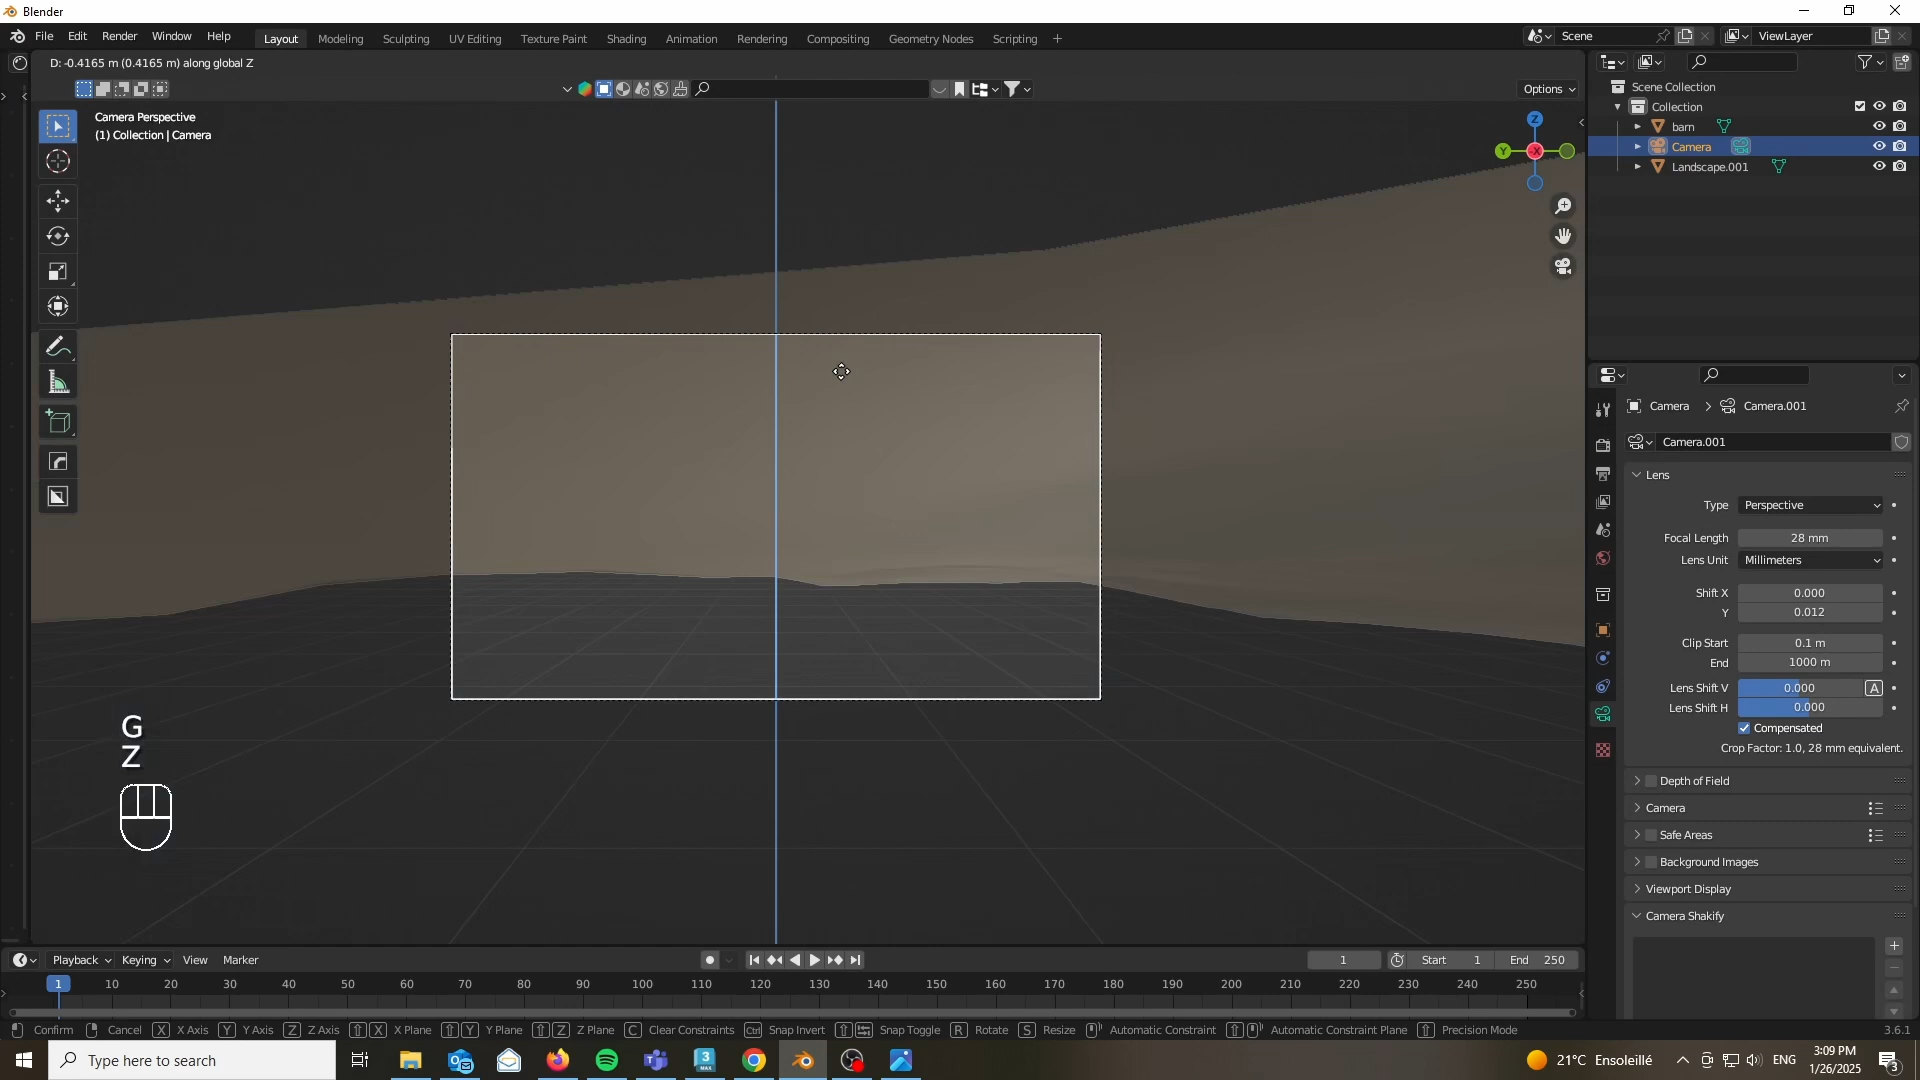 Blender
File Edit Render Window Help
Layout Modeling Sculpting UV Editing Texture Paint Shading Animation Rendering Compositing Geometry Nodes Scripting +
Scene
ViewLayer
D: -0.4165 m (0.4165 m) along global Z
Options
Camera Perspective
(1) Collection | Camera
Z
Y
X
Scene Collection
Collection
barn
Camera
Landscape.001
Camera > Camera.001
Camera.001
Lens
Type Perspective
Focal Length 28 mm
Lens Unit Millimeters
Shift X 0.000
Y 0.012
Clip Start 0.1 m
End 1000 m
Lens Shift V 0.000 A
Lens Shift H 0.000
Compensated
Crop Factor: 1.0, 28 mm equivalent.
Depth of Field
Camera
Safe Areas
Background Images
Viewport Display
Camera Shakify
G
Z
Playback Keying View Marker
1 Start 1 End 250
1 10 20 30 40 50 60 70 80 90 100 110 120 130 140 150 160 170 180 190 200 210 220 230 240 250
Confirm Cancel X X Axis Y Y Axis Z Z Axis X X Plane Y Y Plane Z Z Plane C Clear Constraints Ctrl Snap Invert Snap Toggle R Rotate S Resize Automatic Constraint Automatic Constraint Plane Precision Mode 3.6.1
Type here to search
3
MAX
21°C Ensoleillé
ENG
3:09 PM
1/26/2025
3